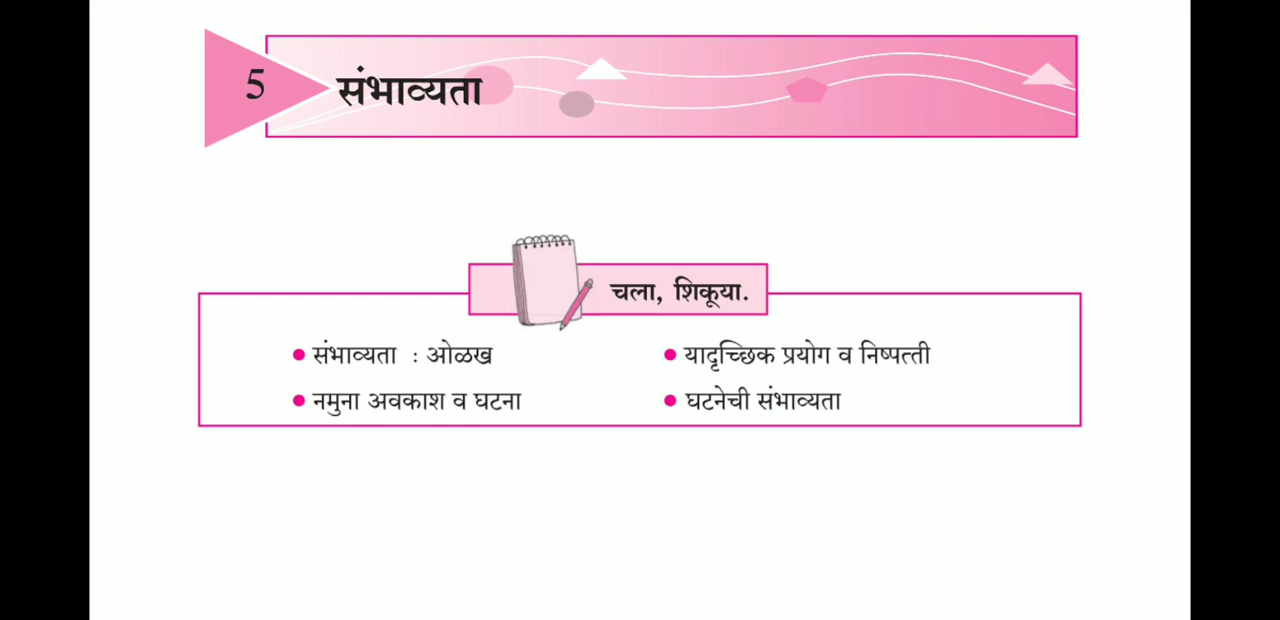 5
संभाव्यता
चला, शिकूया.
• संभाव्यता : ओळख
• यादृच्छिक प्रयोग व निष्पत्ती
• नमुना अवकाश व घटना
• घटनेची संभाव्यता